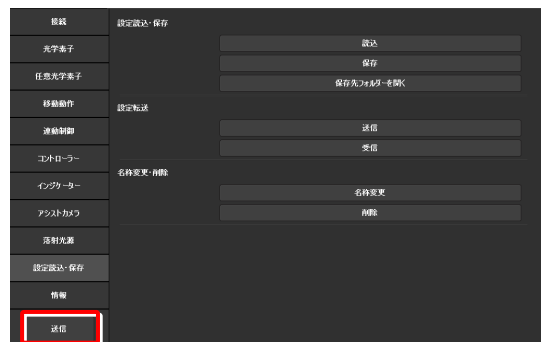 接続
光学素子
任意光学素子
移動動作
連動制御
コントローラー
インジケーター
アシストカメラ
落射光源
設定読込・保存
情報
送信
設定読込・保存
読込
保存
保存先フォルダーを開く
設定転送
送信
受信
名称変更・削除
名称変更
削除